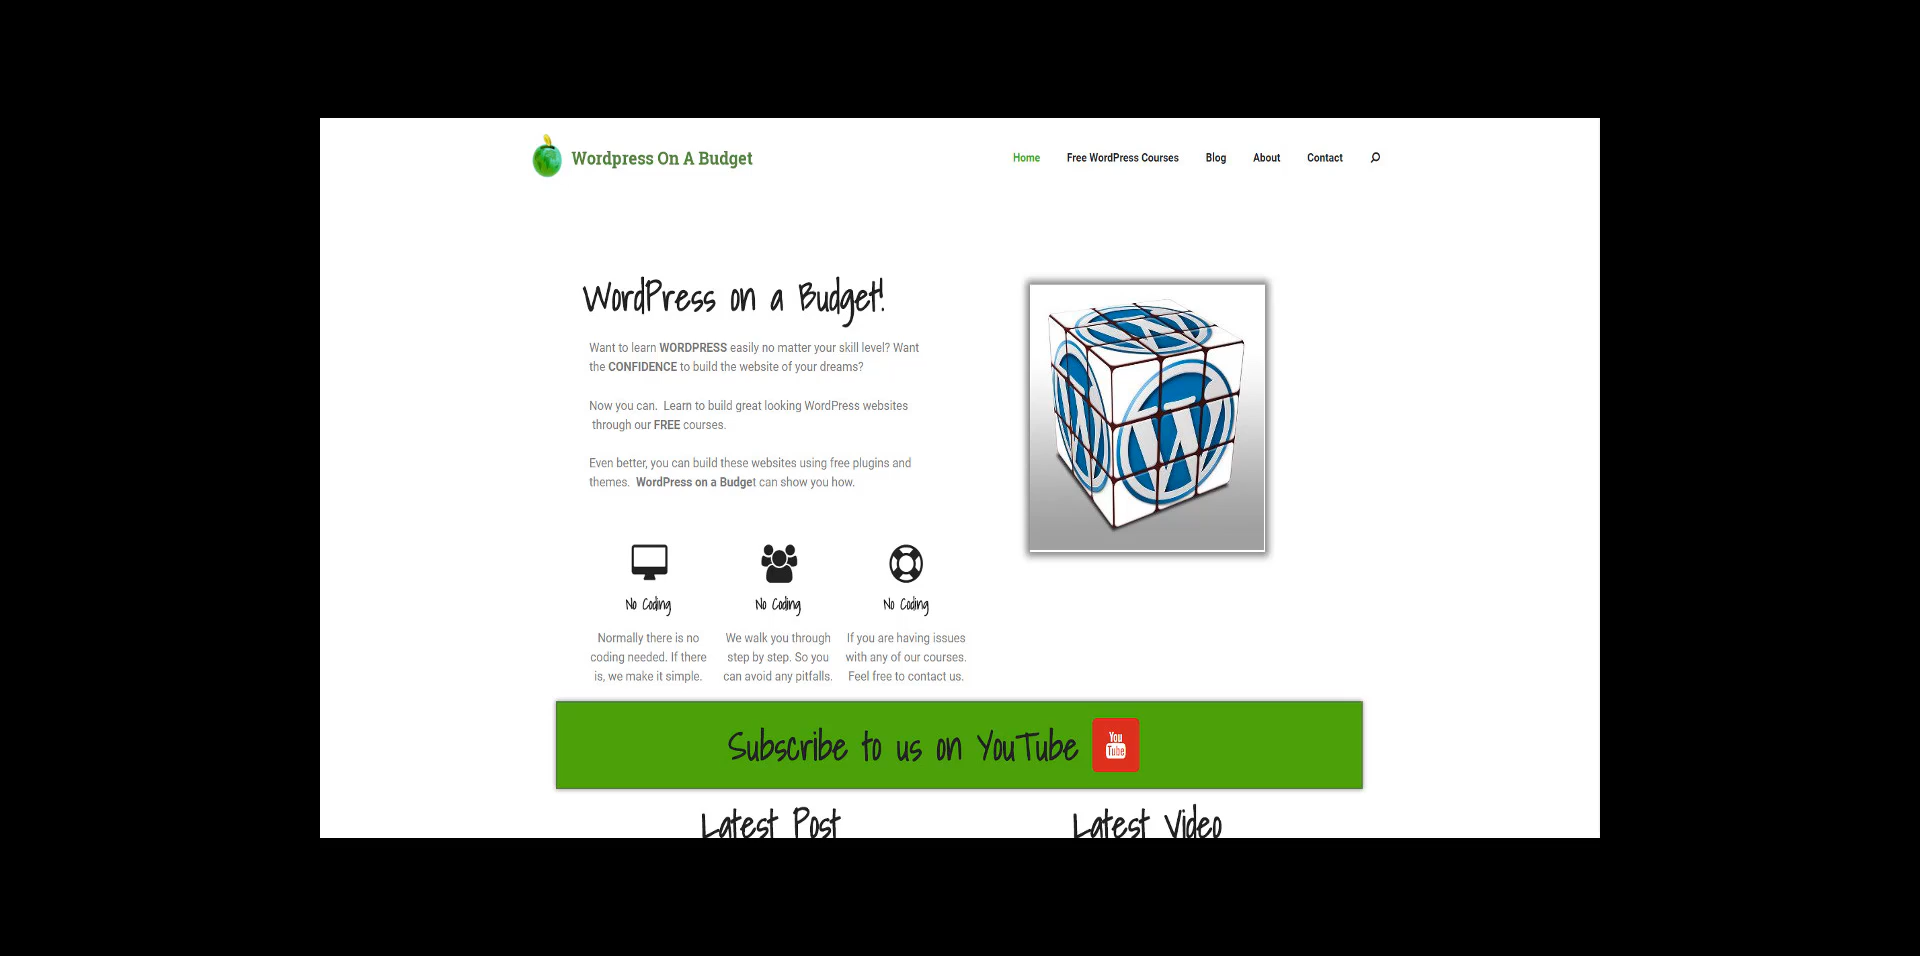 Wordpress On A Budget
Home Free WordPress Courses Blog About Contact
WordPress on a Budget!
Want to learn WORDPRESS easily no matter your skill level? Want
the CONFIDENCE to build the website of your dreams?
Now you can. Learn to build great looking WordPress websites
through our FREE courses.
Even better, you can build these websites using free plugins and
themes. WordPress on a Budget can show you how.
No Coding
Normally there is no
coding needed. If there
is, we make it simple.
No Coding
We walk you through
step by step. So you
can avoid any pitfalls.
No Coding
If you are having issues
with any of our courses.
Feel free to contact us.
Subscribe to us on YouTube
You
Tube
Latest Post
Latest Video